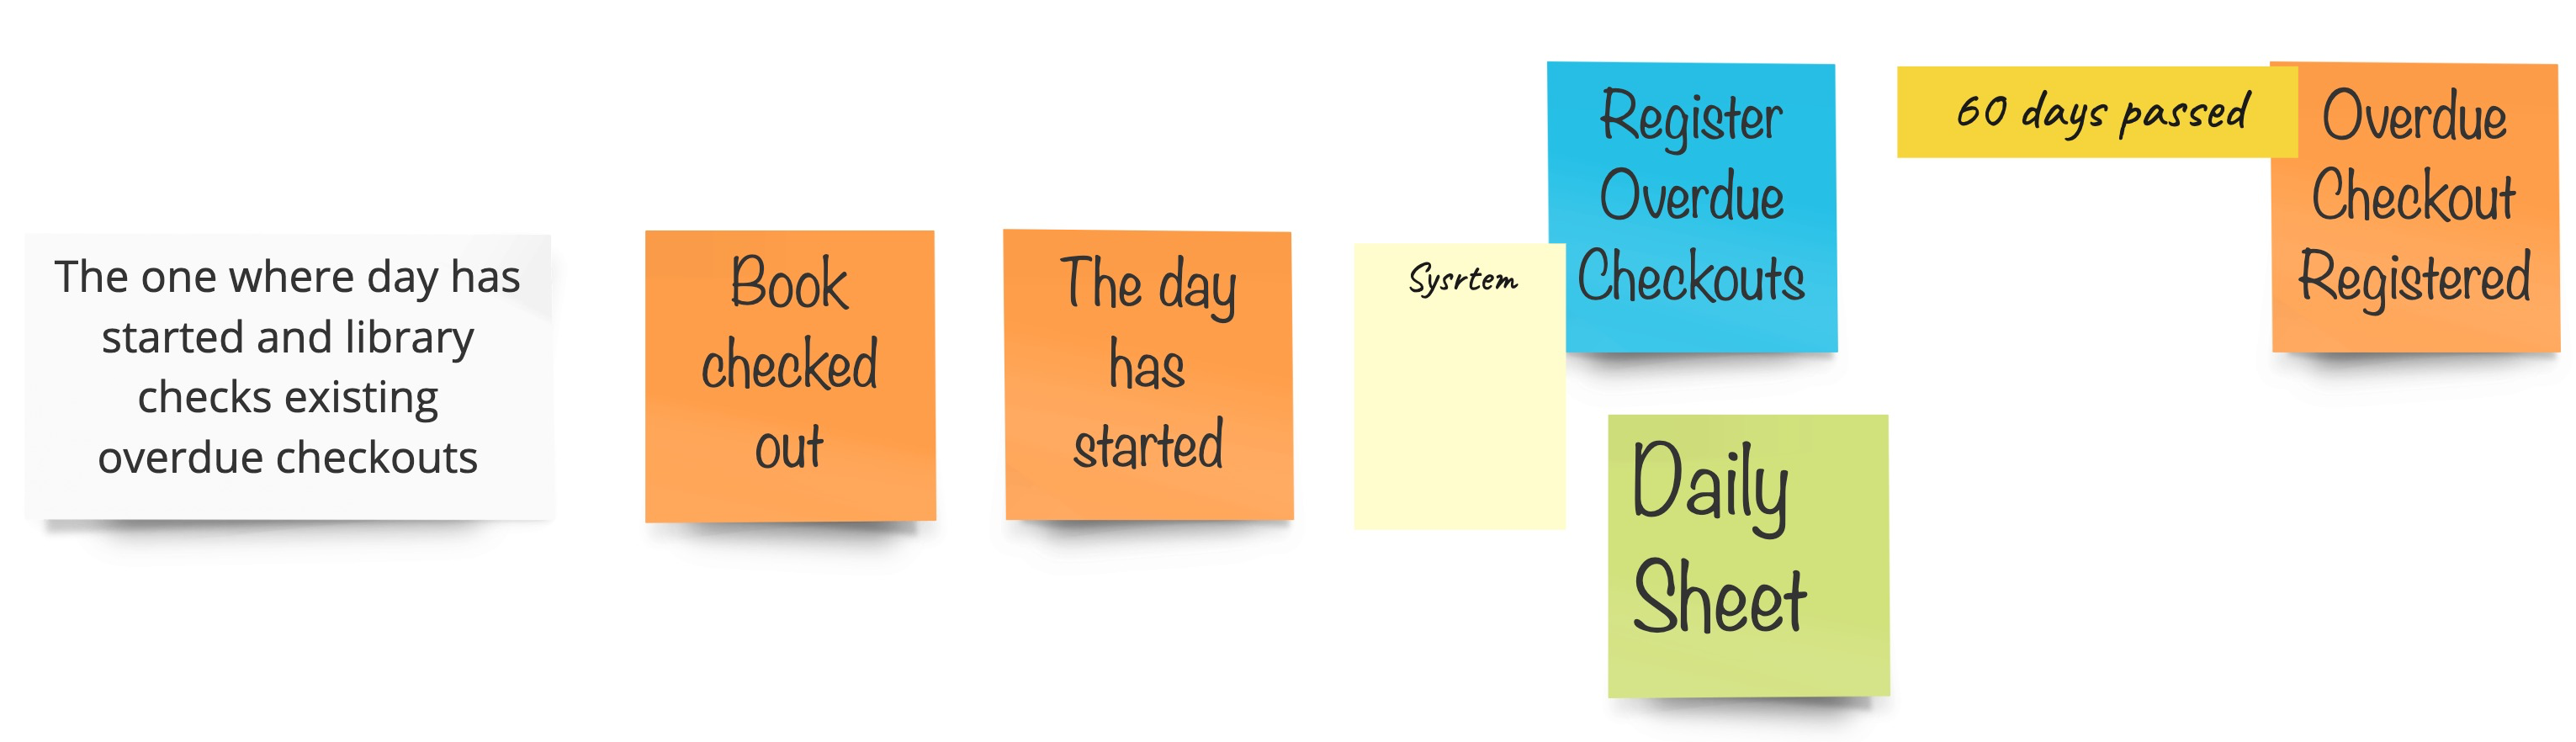 The one where day has
started and library
checks existing
overdue checkouts
Book
checked
out
The day
has
started
Sysrtem
Register
Overdue
Checkouts
Daily
Sheet
60 days passed
Overdue
Checkout
Registered